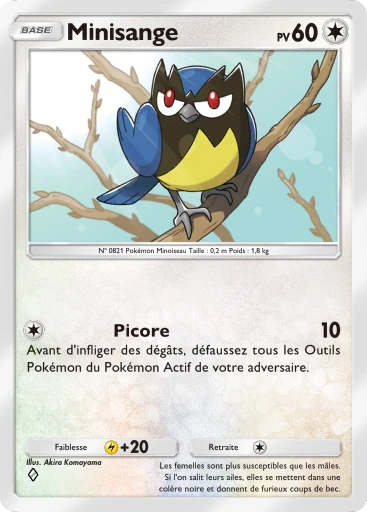 BASE Minisange PV 60
N° 0821 Pokémon Minoiseau Taille : 0,2 m Poids : 1,8 kg
Picore 10
Avant d'infliger des dégâts, défaussez tous les Outils
Pokémon du Pokémon Actif de votre adversaire.
Faiblesse +20 Retraite
Illus. Akira Komayama
Les femelles sont plus susceptibles que les mâles.
Si l'on salit leurs ailes, elles se mettent dans une
colère noire et donnent de furieux coups de bec.